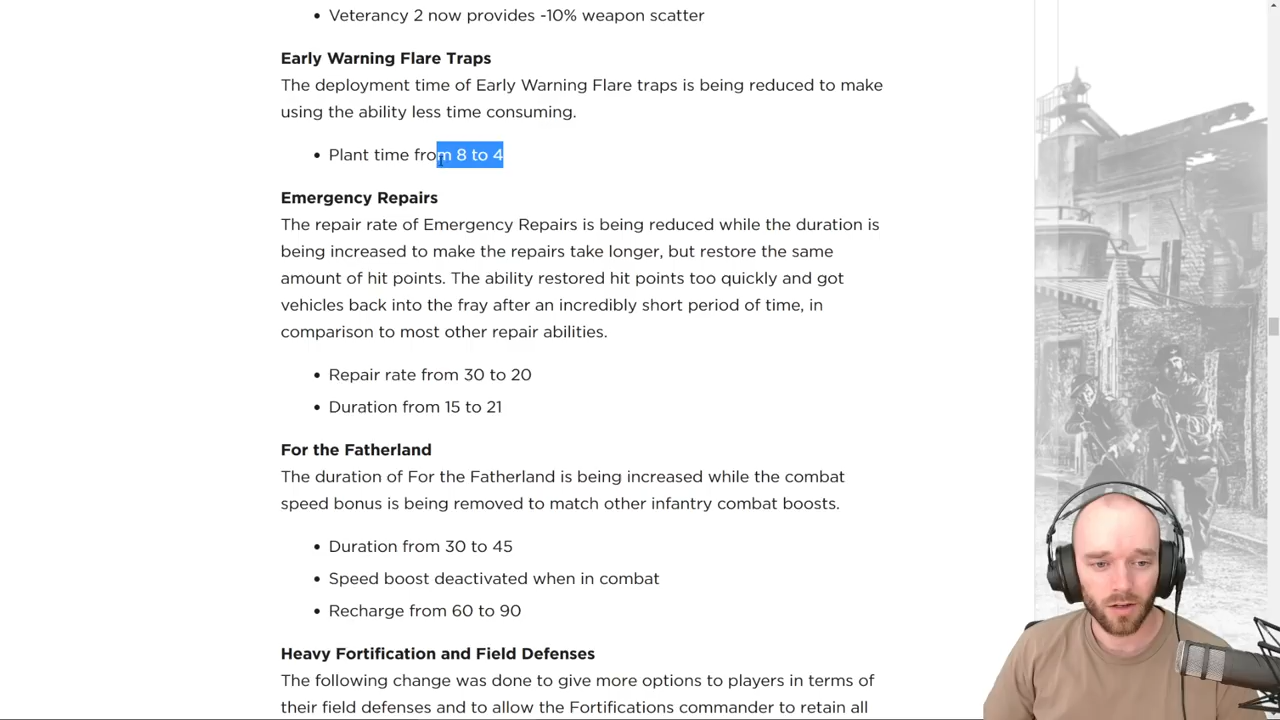 Veterancy 2 now provides -10% weapon scatter
Early Warning Flare Traps
The deployment time of Early Warning Flare traps is being reduced to make
using the ability less time consuming.
Plant time from 8 to 4
Emergency Repairs
The repair rate of Emergency Repairs is being reduced while the duration is
being increased to make the repairs take longer, but restore the same
amount of hit points. The ability restored hit points too quickly and got
vehicles back into the fray after an incredibly short period of time, in
comparison to most other repair abilities.
Repair rate from 30 to 20
Duration from 15 to 21
For the Fatherland
The duration of For the Fatherland is being increased while the combat
speed bonus is being removed to match other infantry combat boosts.
Duration from 30 to 45
Speed boost deactivated when in combat
Recharge from 60 to 90
Heavy Fortification and Field Defenses
The following change was done to give more options to players in terms of
their field defenses and to allow the Fortifications commander to retain all